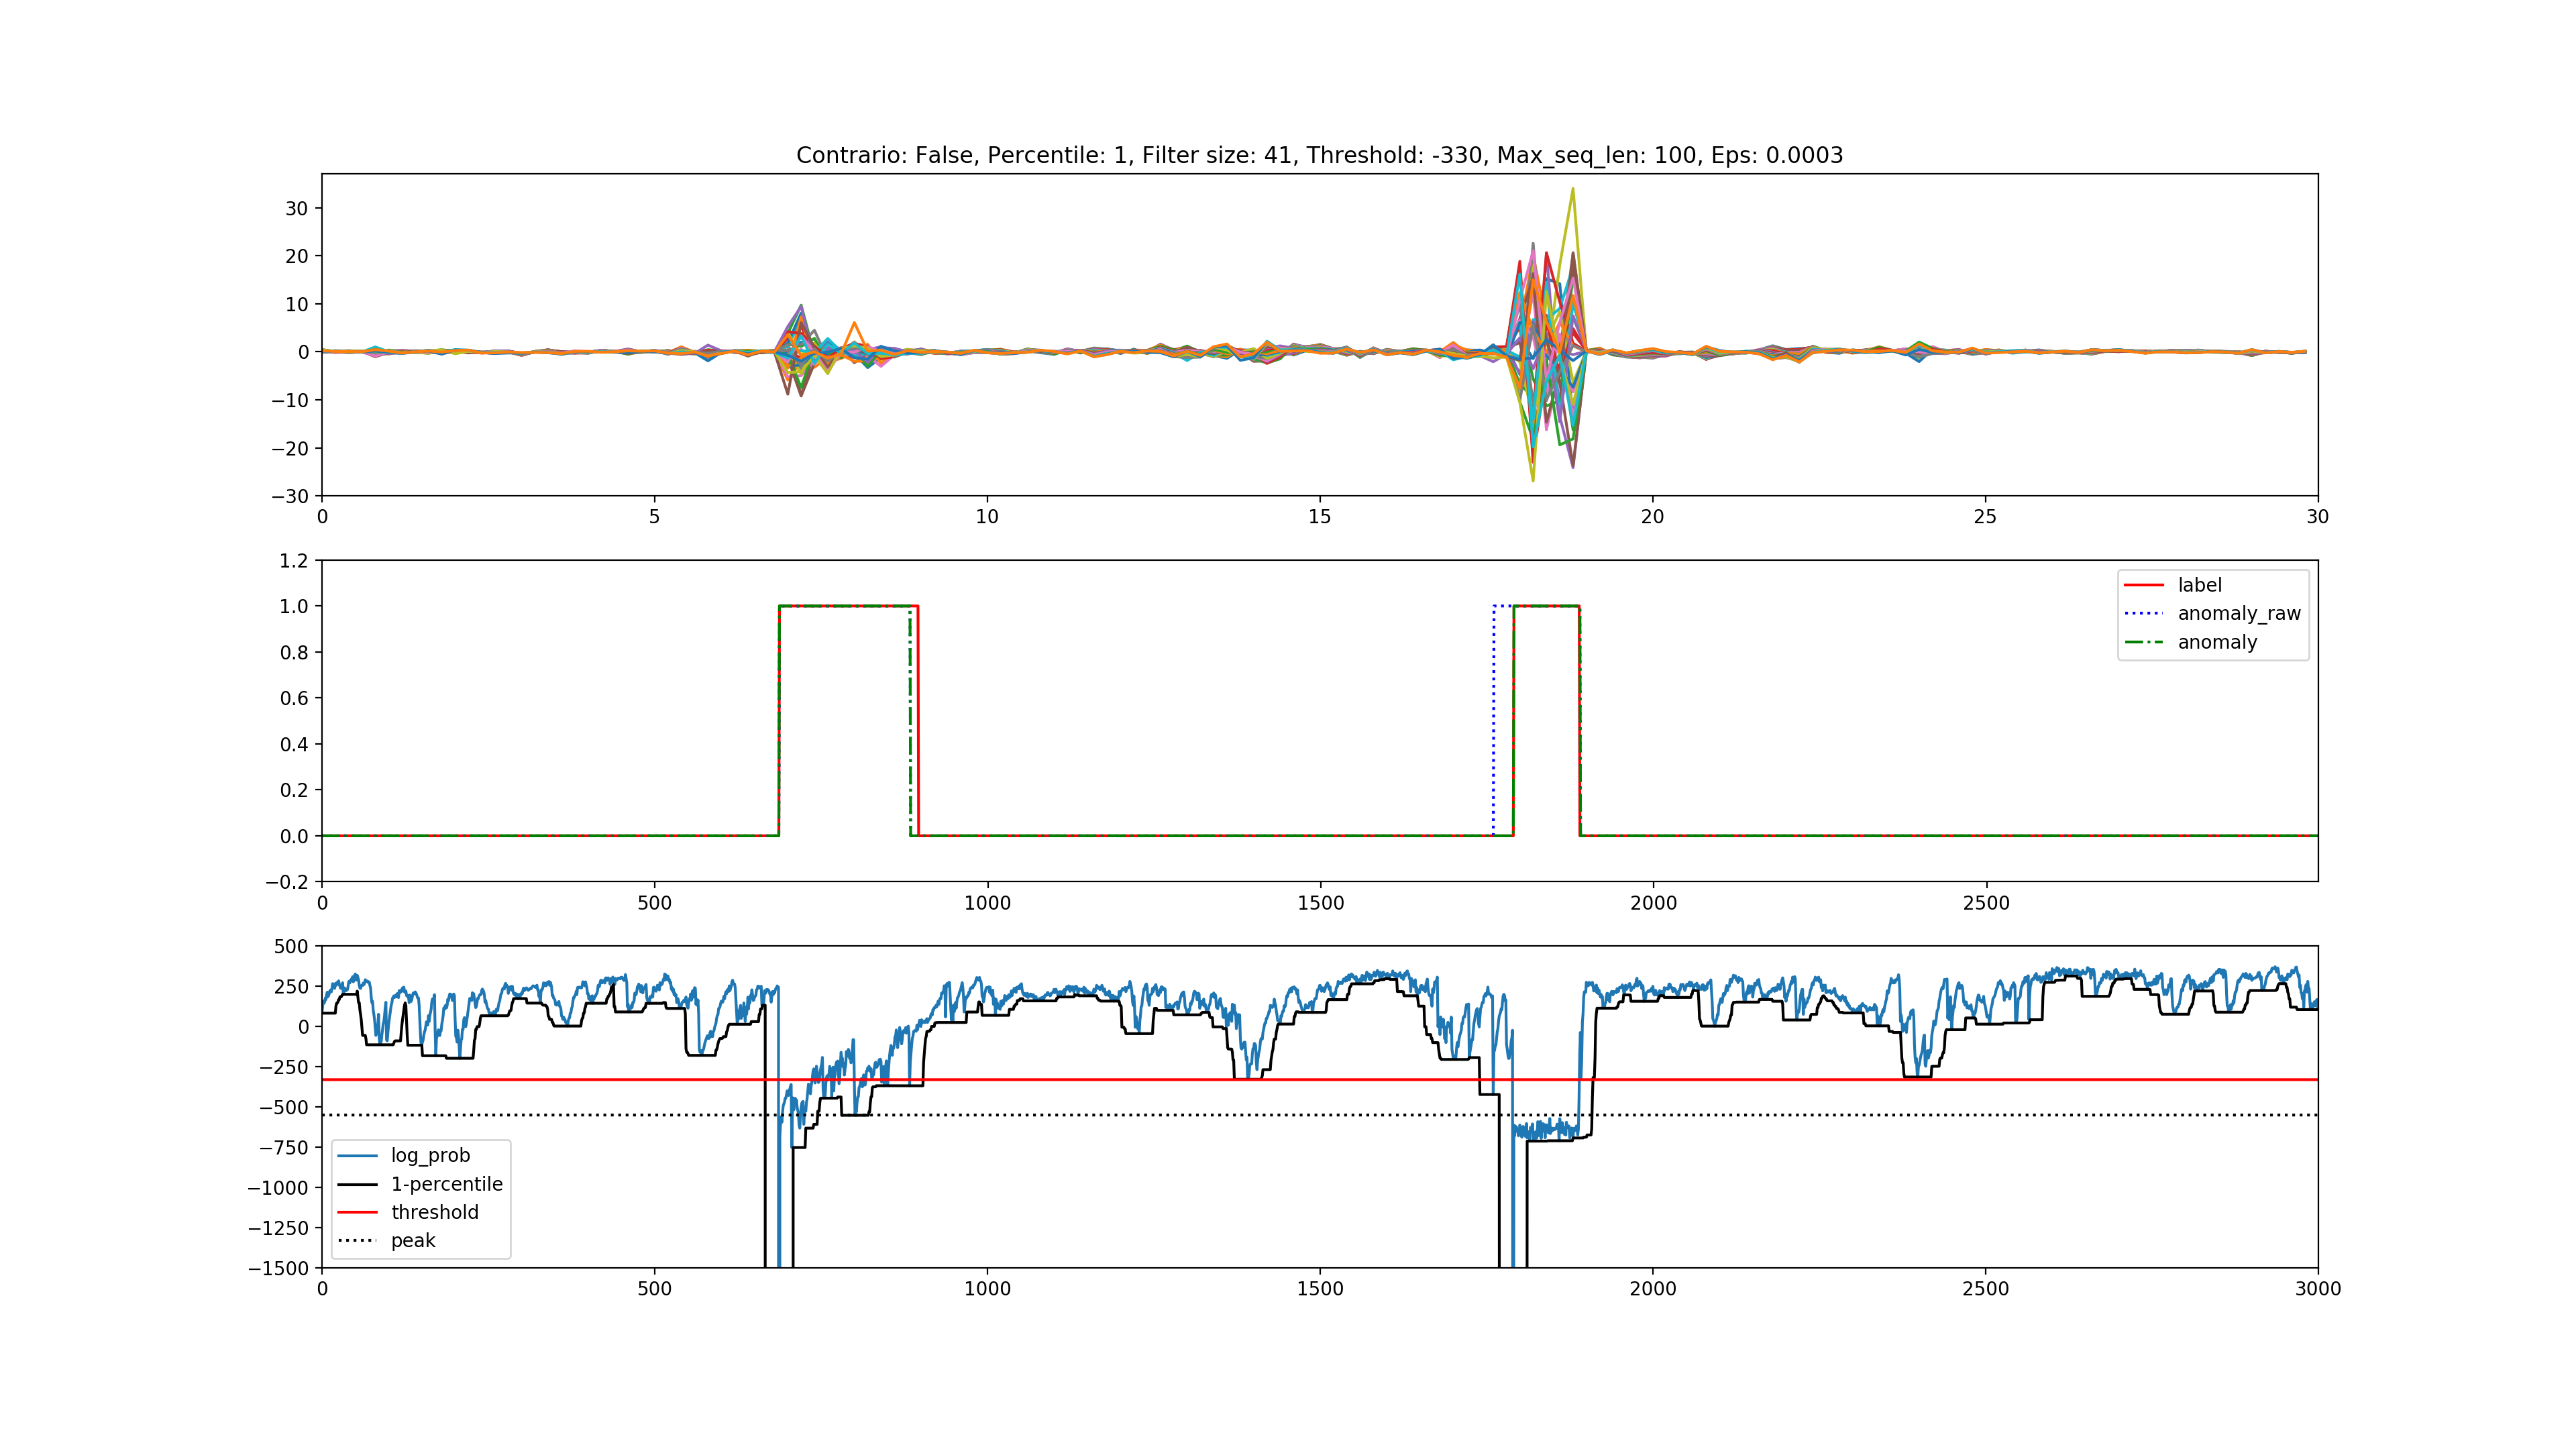 Contrario: False, Percentile: 1, Filter size: 41, Threshold: -330, Max_seq_len: 100, Eps: 0.0003
30
20
10
0
−10
−20
−30
0 5 10 15 20 25 30
1.2
1.0
0.8
0.6
0.4
0.2
0.0
−0.2
label
anomaly_raw
anomaly
0 500 1000 1500 2000 2500
500
250
0
−250
−500
−750
−1000
−1250
−1500
log_prob
1-percentile
threshold
peak
0 500 1000 1500 2000 2500 3000